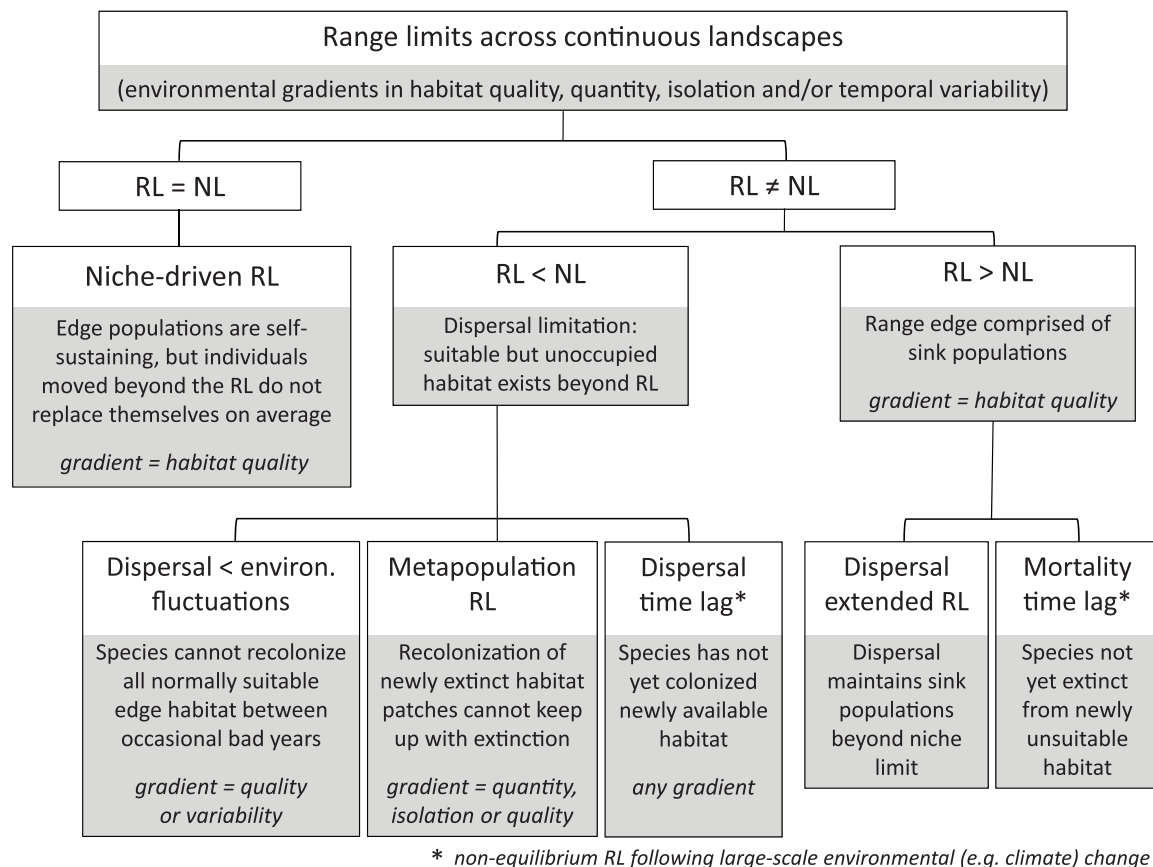 Range limits across continuous landscapes
(environmental gradients in habitat quality, quantity, isolation and/or temporal variability)
RL = NL
RL ≠ NL
Niche-driven RL
Edge populations are self-
sustaining, but individuals
moved beyond the RL do not
replace themselves on average
gradient = habitat quality
RL < NL
Dispersal limitation:
suitable but unoccupied
habitat exists beyond RL
RL > NL
Range edge comprised of
sink populations
gradient = habitat quality
Dispersal < environ.
fluctuations
Species cannot recolonize
all normally suitable
edge habitat between
occasional bad years
gradient = quality
or variability
Metapopulation
RL
Recolonization of
newly extinct habitat
patches cannot keep
up with extinction
gradient = quantity,
isolation or quality
Dispersal
time lag*
Species has not
yet colonized
newly available
habitat
any gradient
Dispersal
extended RL
Dispersal
maintains sink
populations
beyond niche
limit
Mortality
time lag*
Species not
yet extinct
from newly
unsuitable
habitat
* non-equilibrium RL following large-scale environmental (e.g. climate) change